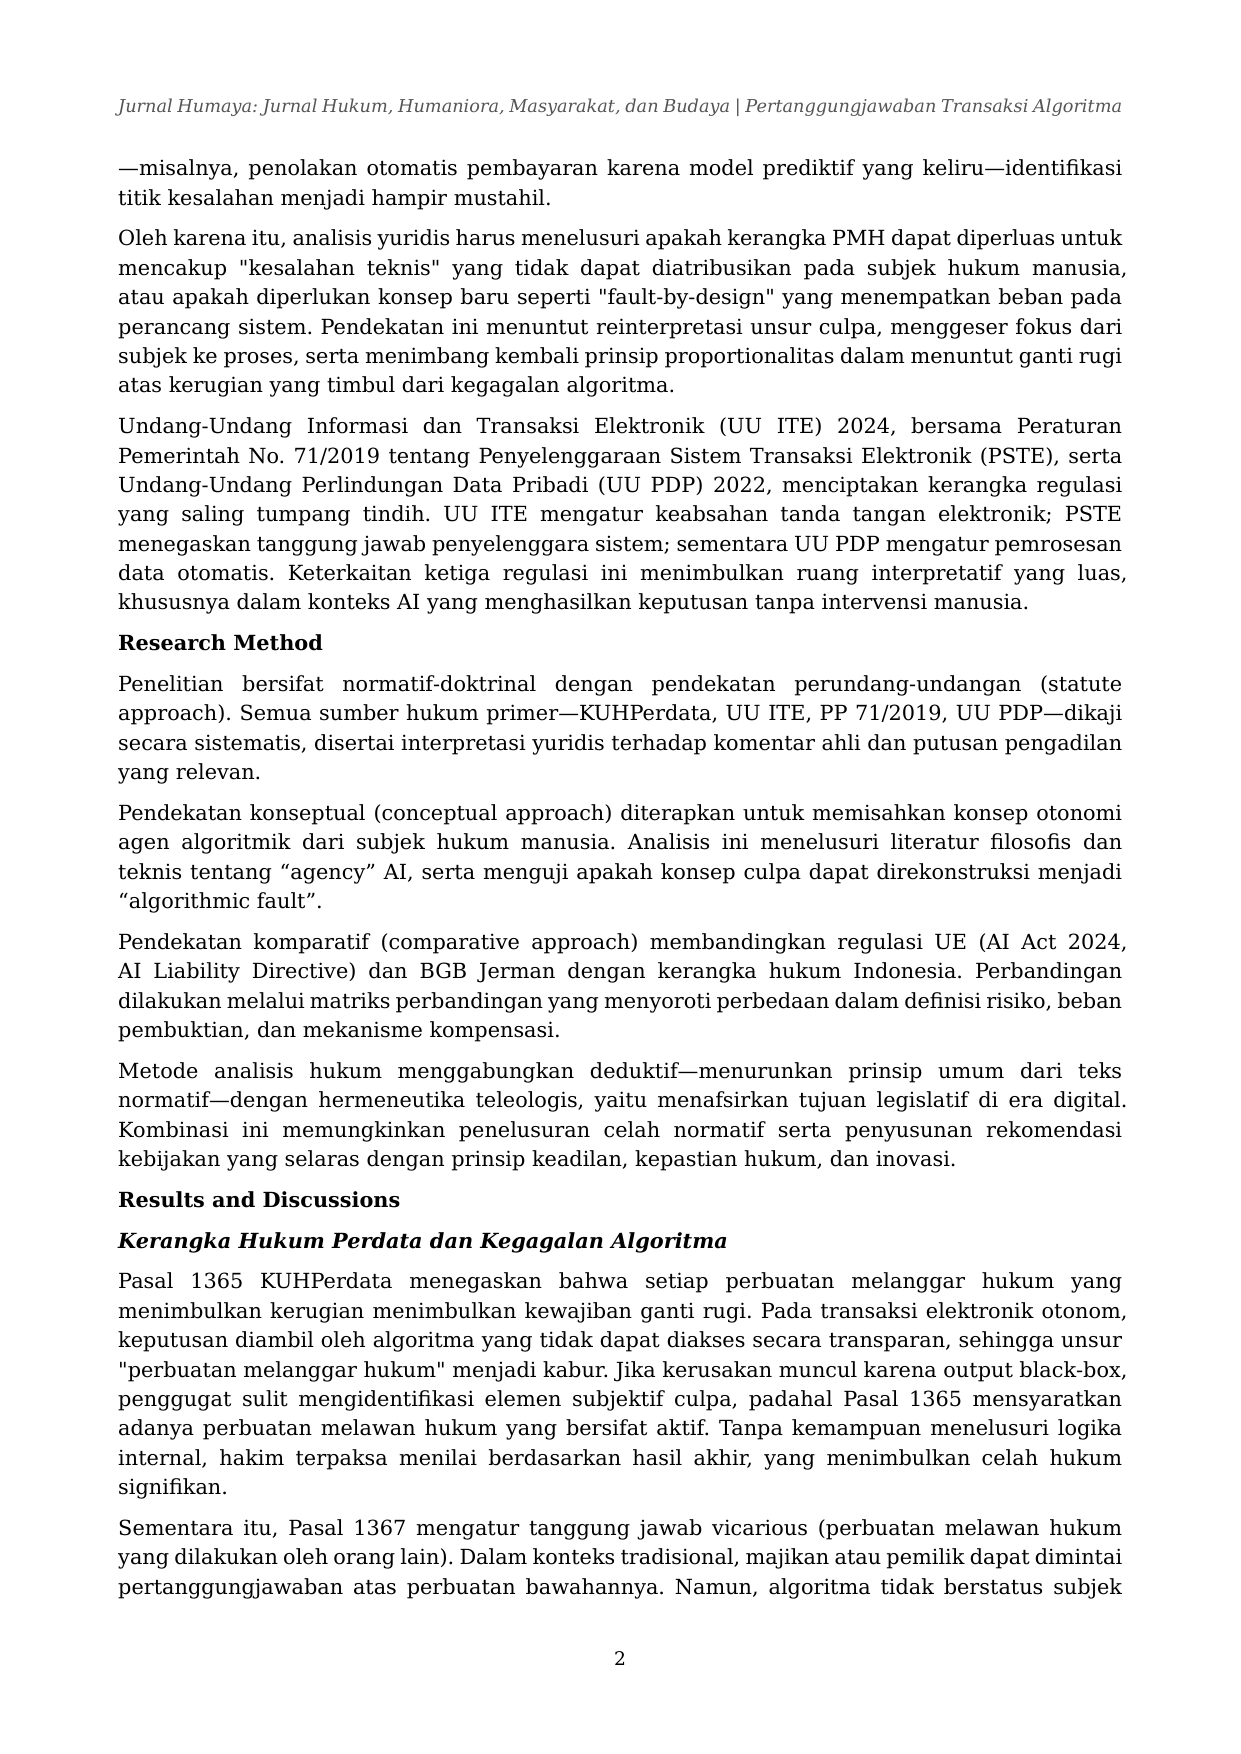 Jurnal Humaya: Jurnal Hukum, Humaniora, Masyarakat, dan Budaya | Pertanggungjawaban Transaksi Algoritma
—misalnya, penolakan otomatis pembayaran karena model prediktif yang keliru—identifikasi
titik kesalahan menjadi hampir mustahil.
Oleh karena itu, analisis yuridis harus menelusuri apakah kerangka PMH dapat diperluas untuk
mencakup "kesalahan teknis" yang tidak dapat diatribusikan pada subjek hukum manusia,
atau apakah diperlukan konsep baru seperti "fault-by-design" yang menempatkan beban pada
perancang sistem. Pendekatan ini menuntut reinterpretasi unsur culpa, menggeser fokus dari
subjek ke proses, serta menimbang kembali prinsip proportionalitas dalam menuntut ganti rugi
atas kerugian yang timbul dari kegagalan algoritma.
Undang-Undang Informasi dan Transaksi Elektronik (UU ITE) 2024, bersama Peraturan
Pemerintah No. 71/2019 tentang Penyelenggaraan Sistem Transaksi Elektronik (PSTE), serta
Undang-Undang Perlindungan Data Pribadi (UU PDP) 2022, menciptakan kerangka regulasi
yang saling tumpang tindih. UU ITE mengatur keabsahan tanda tangan elektronik; PSTE
menegaskan tanggung jawab penyelenggara sistem; sementara UU PDP mengatur pemrosesan
data otomatis. Keterkaitan ketiga regulasi ini menimbulkan ruang interpretatif yang luas,
khususnya dalam konteks AI yang menghasilkan keputusan tanpa intervensi manusia.
Research Method
Penelitian bersifat normatif-doktrinal dengan pendekatan perundang-undangan (statute
approach). Semua sumber hukum primer—KUHPerdata, UU ITE, PP 71/2019, UU PDP—dikaji
secara sistematis, disertai interpretasi yuridis terhadap komentar ahli dan putusan pengadilan
yang relevan.
Pendekatan konseptual (conceptual approach) diterapkan untuk memisahkan konsep otonomi
agen algoritmik dari subjek hukum manusia. Analisis ini menelusuri literatur filosofis dan
teknis tentang “agency” AI, serta menguji apakah konsep culpa dapat direkonstruksi menjadi
“algorithmic fault”.
Pendekatan komparatif (comparative approach) membandingkan regulasi UE (AI Act 2024,
AI Liability Directive) dan BGB Jerman dengan kerangka hukum Indonesia. Perbandingan
dilakukan melalui matriks perbandingan yang menyoroti perbedaan dalam definisi risiko, beban
pembuktian, dan mekanisme kompensasi.
Metode analisis hukum menggabungkan deduktif—menurunkan prinsip umum dari teks
normatif—dengan hermeneutika teleologis, yaitu menafsirkan tujuan legislatif di era digital.
Kombinasi ini memungkinkan penelusuran celah normatif serta penyusunan rekomendasi
kebijakan yang selaras dengan prinsip keadilan, kepastian hukum, dan inovasi.
Results and Discussions
Kerangka Hukum Perdata dan Kegagalan Algoritma
Pasal 1365 KUHPerdata menegaskan bahwa setiap perbuatan melanggar hukum yang
menimbulkan kerugian menimbulkan kewajiban ganti rugi. Pada transaksi elektronik otonom,
keputusan diambil oleh algoritma yang tidak dapat diakses secara transparan, sehingga unsur
"perbuatan melanggar hukum" menjadi kabur. Jika kerusakan muncul karena output black-box,
penggugat sulit mengidentifikasi elemen subjektif culpa, padahal Pasal 1365 mensyaratkan
adanya perbuatan melawan hukum yang bersifat aktif. Tanpa kemampuan menelusuri logika
internal, hakim terpaksa menilai berdasarkan hasil akhir, yang menimbulkan celah hukum
signifikan.
Sementara itu, Pasal 1367 mengatur tanggung jawab vicarious (perbuatan melawan hukum
yang dilakukan oleh orang lain). Dalam konteks tradisional, majikan atau pemilik dapat dimintai
pertanggungjawaban atas perbuatan bawahannya. Namun, algoritma tidak berstatus subjek
2